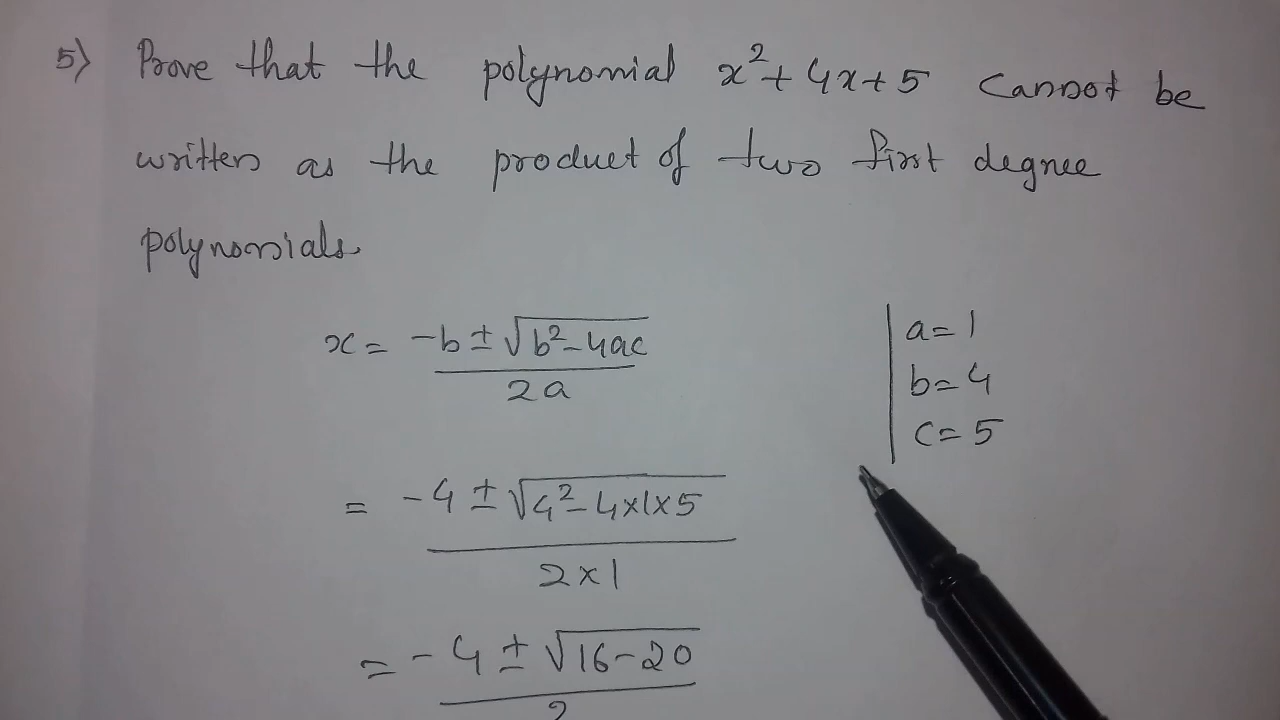 5) Prove that the polynomial x²+ 4x+5 cannot be
written as the product of two first degree
polynomials.
x = -b ± √b²-4ac / 2a
a=1
b=4
c=5
= -4 ± √4²-4×1×5 / 2×1
= -4 ± √16-20 / 2